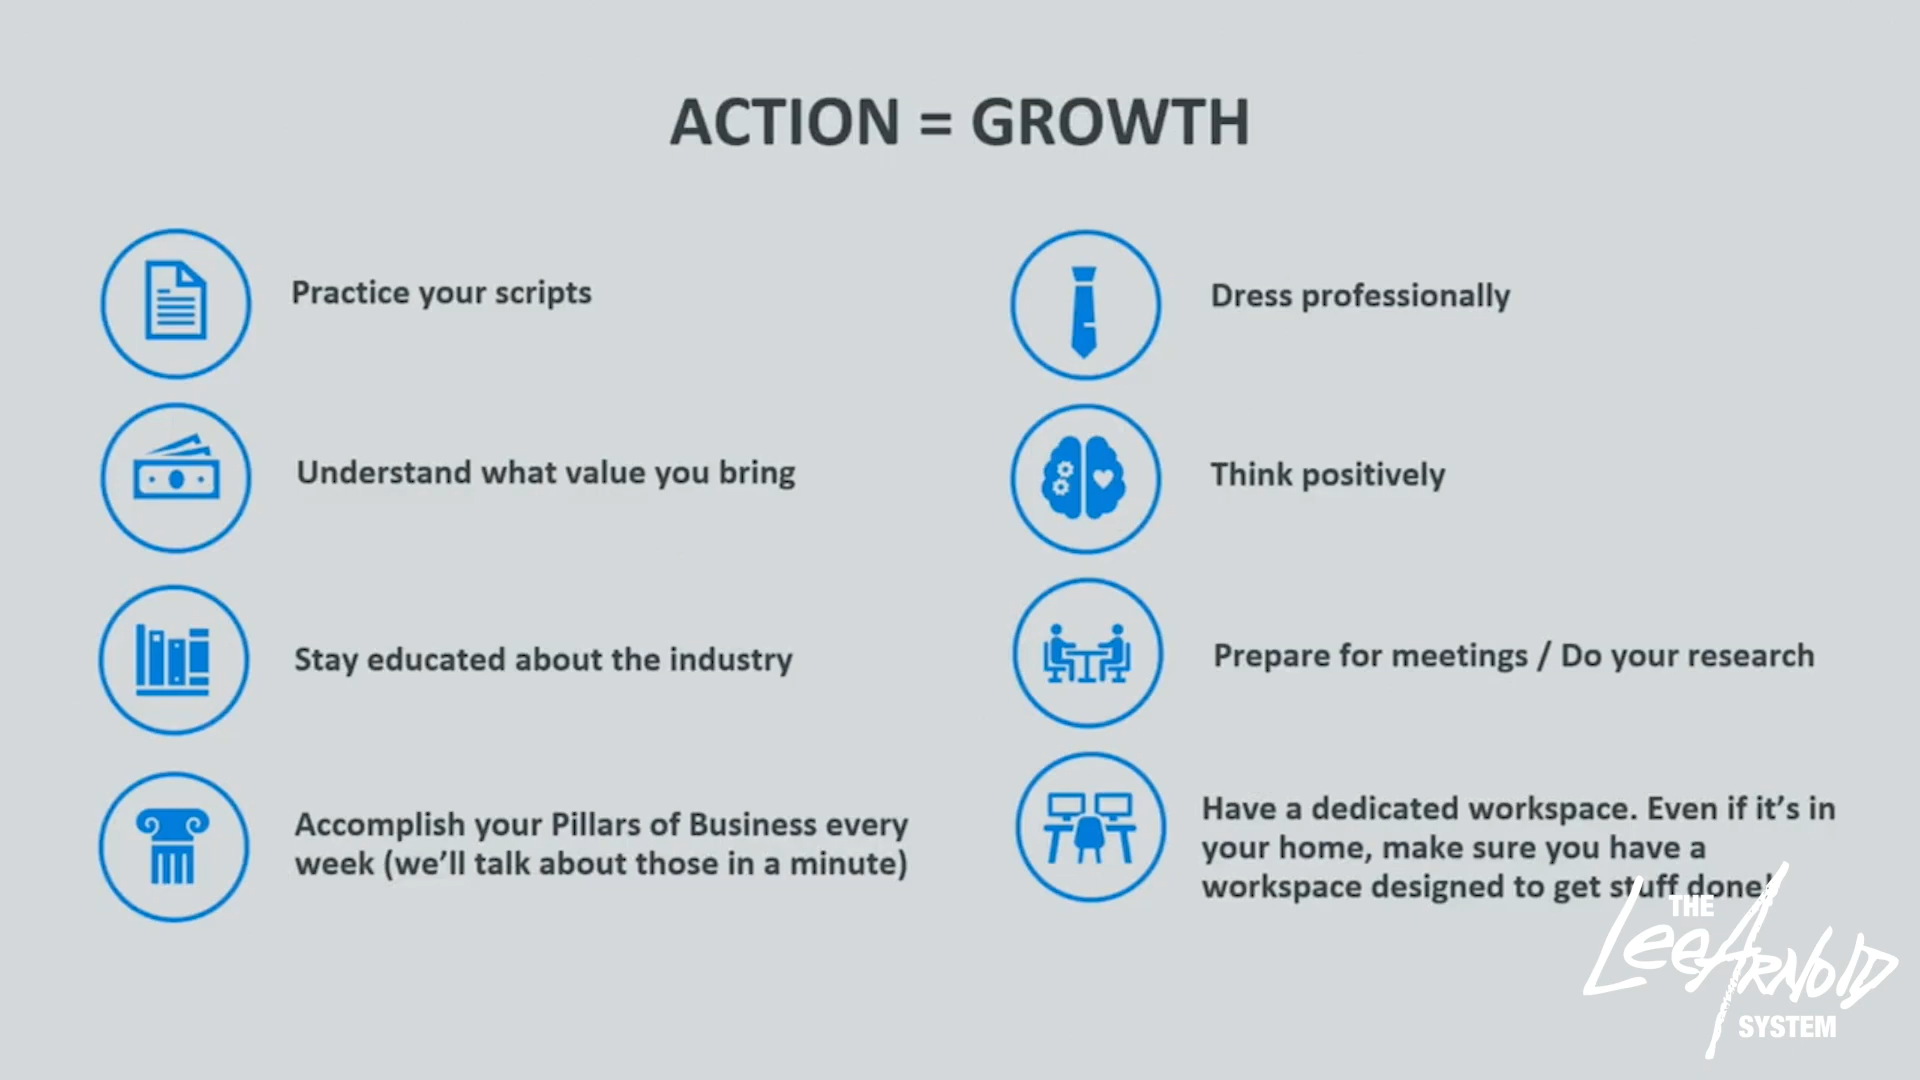 ACTION = GROWTH
Practice your scripts
Understand what value you bring
Stay educated about the industry
Accomplish your Pillars of Business every
week (we’ll talk about those in a minute)
Dress professionally
Think positively
Prepare for meetings / Do your research
Have a dedicated workspace. Even if it’s in
your home, make sure you have a
workspace designed to get stuff done!
THE
LeeArnold
SYSTEM